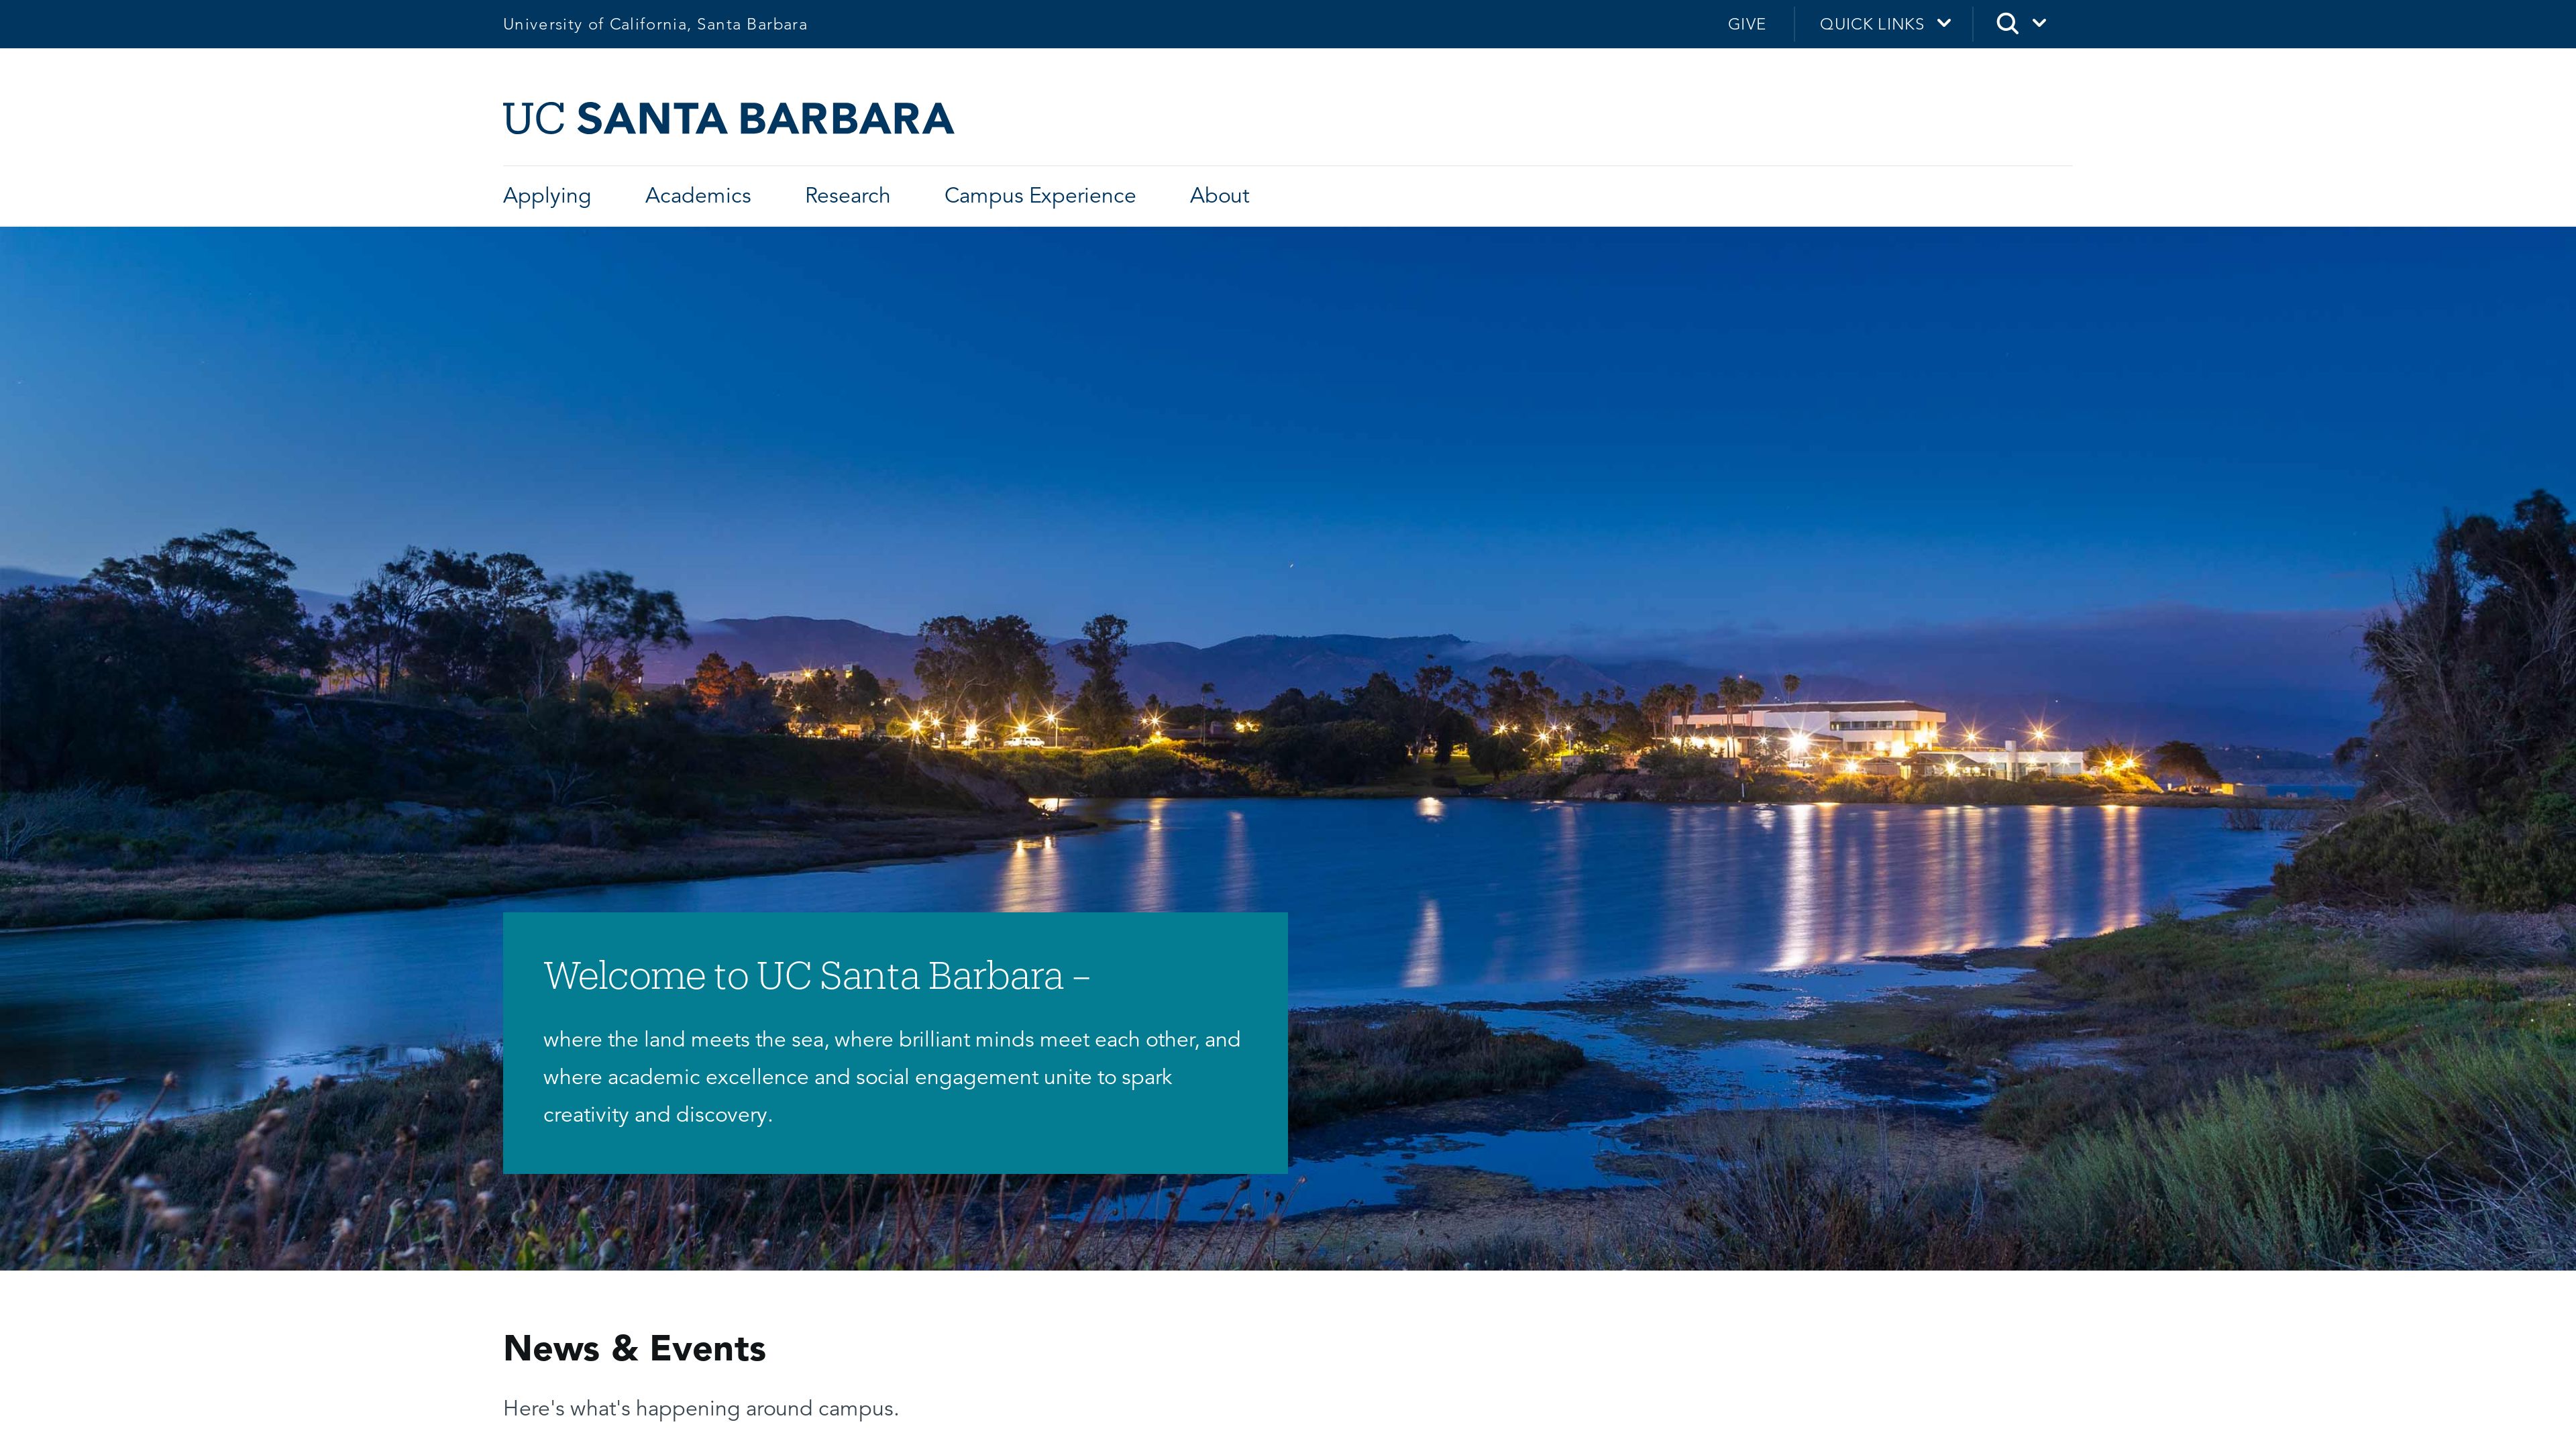 University of California, Santa Barbara
GIVE
QUICK LINKS
UC SANTA BARBARA
Applying
Academics
Research
Campus Experience
About
Welcome to UC Santa Barbara –
where the land meets the sea, where brilliant minds meet each other, and
where academic excellence and social engagement unite to spark
creativity and discovery.
News & Events
Here's what's happening around campus.